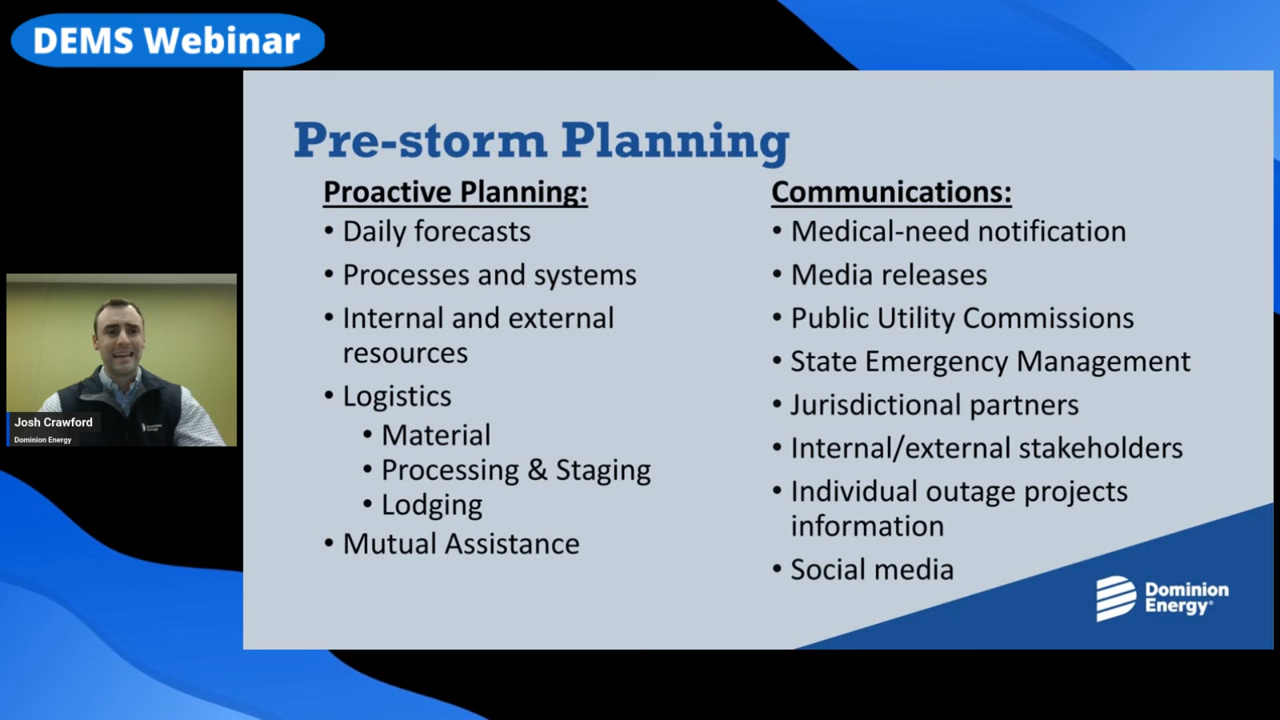 DEMS Webinar
Pre-storm Planning
Proactive Planning:
• Daily forecasts
• Processes and systems
• Internal and external
resources
• Logistics
• Material
• Processing & Staging
• Lodging
• Mutual Assistance
Communications:
• Medical-need notification
• Media releases
• Public Utility Commissions
• State Emergency Management
• Jurisdictional partners
• Internal/external stakeholders
• Individual outage projects
information
• Social media
Dominion
Energy®
Josh Crawford
Dominion Energy
Dominion
Energy